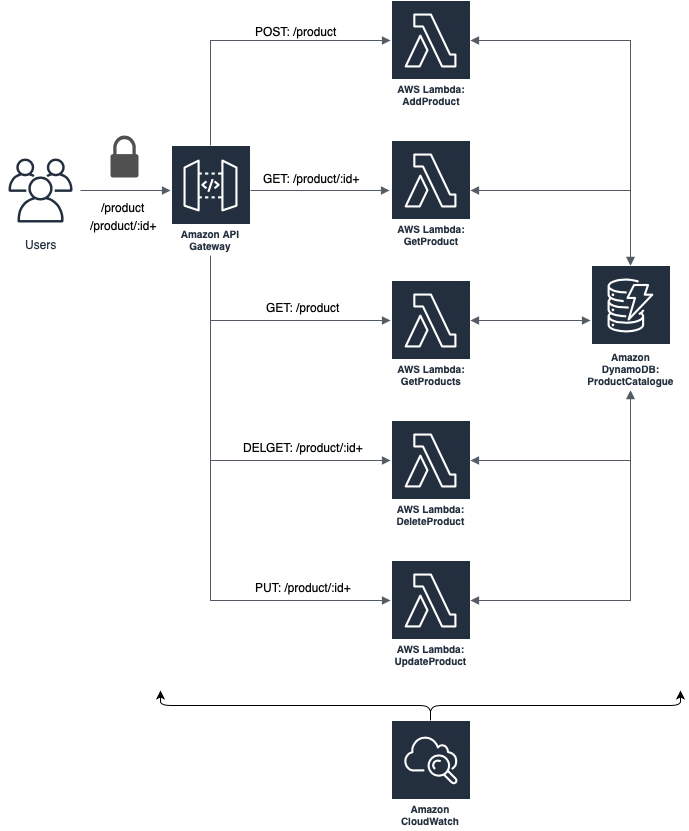 POST: /product
AWS Lambda:
AddProduct
/product
/product/:id+
Users
Amazon API
Gateway
GET: /product/:id+
AWS Lambda:
GetProduct
GET: /product
AWS Lambda:
GetProducts
Amazon
DynamoDB:
ProductCatalogue
DELGET: /product/:id+
AWS Lambda:
DeleteProduct
PUT: /product/:id+
AWS Lambda:
UpdateProduct
Amazon
CloudWatch